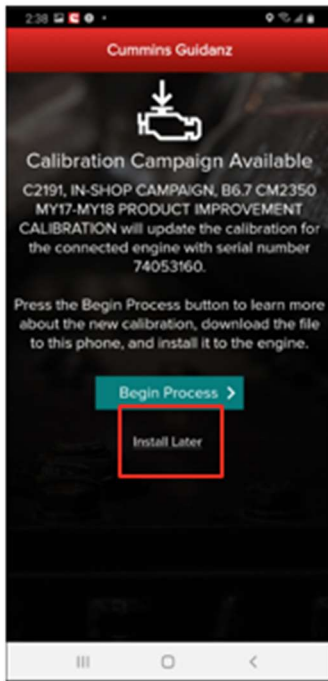 2:38
Cummins Guidanz
Calibration Campaign Available
C2191, IN-SHOP CAMPAIGN, B6.7 CM2350
MY17-MY18 PRODUCT IMPROVEMENT
CALIBRATION will update the calibration for
the connected engine with serial number
74053160.
Press the Begin Process button to learn more
about the new calibration, download the file
to this phone, and install it to the engine.
Begin Process
Install Later